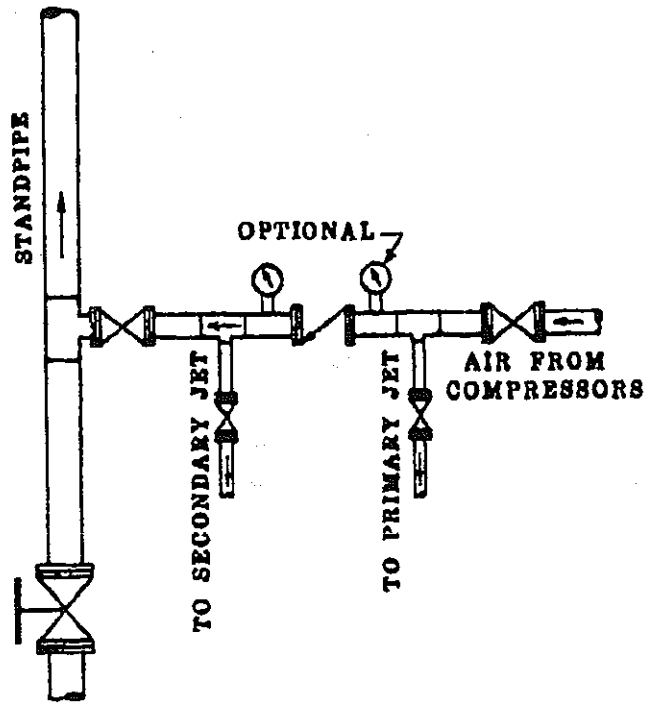 STANDPIPE
OPTIONAL
AIR FROM
COMPRESSORS
TO SECONDARY JET
TO PRIMARY JET